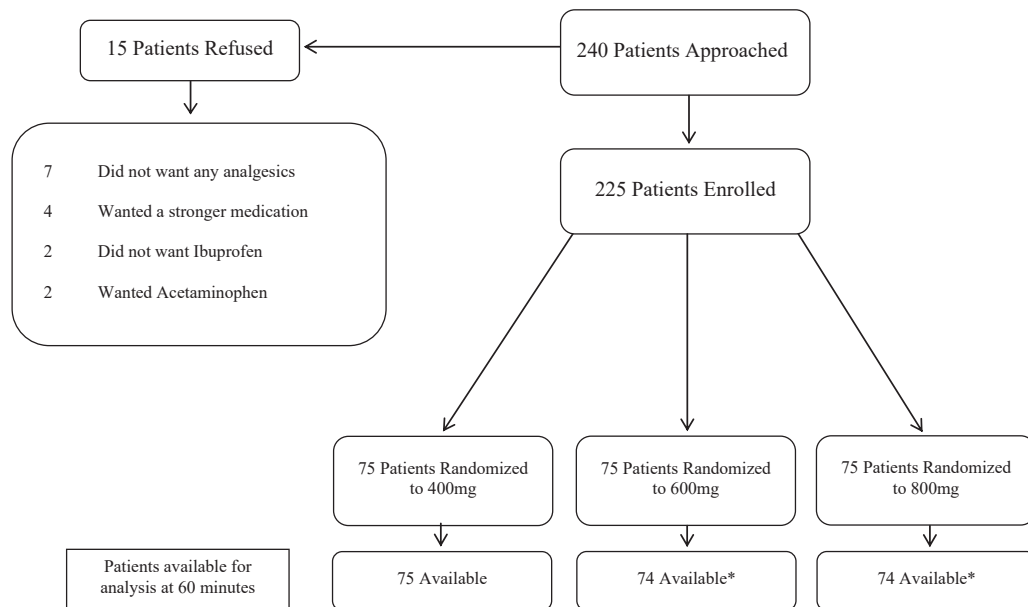 15 Patients Refused
240 Patients Approached
7 Did not want any analgesics
4 Wanted a stronger medication
2 Did not want Ibuprofen
2 Wanted Acetaminophen
225 Patients Enrolled
75 Patients Randomized
to 400mg
75 Patients Randomized
to 600mg
75 Patients Randomized
to 800mg
Patients available for
analysis at 60 minutes
75 Available
74 Available*
74 Available*